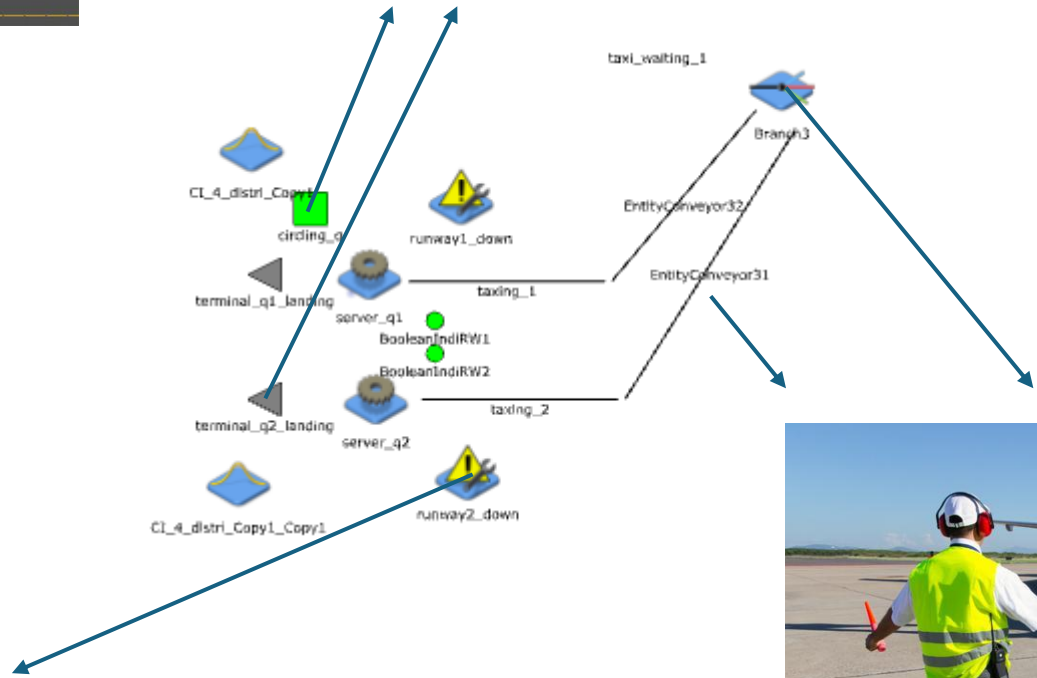 taxi_waiting_1
Branch3
CI_4_distri_Copy1
circling_q
runway1_down
EntityConveyor32
EntityConveyor31
terminal_q1_landing
taxing_1
server_q1
BooleanIndiRW1
BooleanIndiRW2
taxing_2
terminal_q2_landing
server_q2
runway2_down
CI_4_distri_Copy1_Copy1